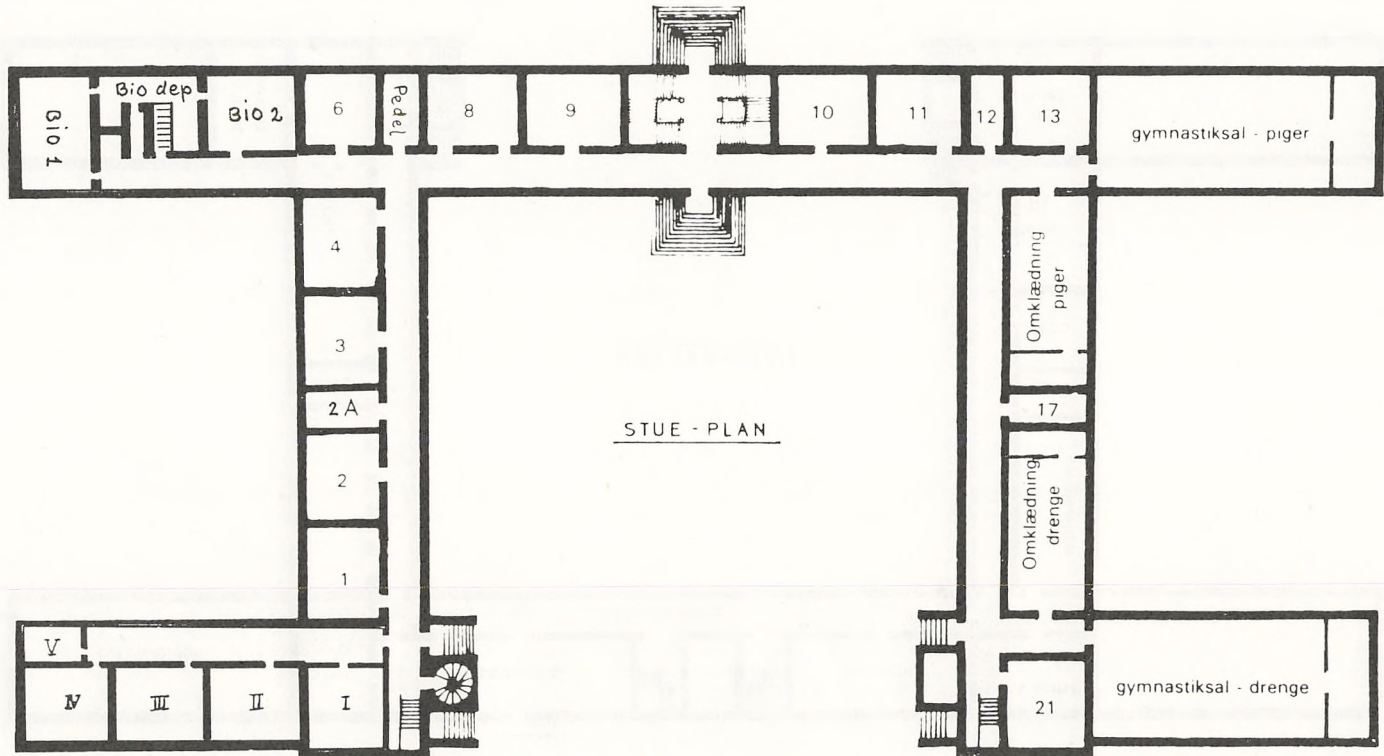 Bio 1
Bio dep
Bio 2
6
Pedel
8
9
10
11
12
13
gymnastiksal - piger
4
3
2A
2
1
STUE - PLAN
Omklædning
piger
17
Omklædning
drenge
V
IV
III
II
I
21
gymnastiksal - drenge